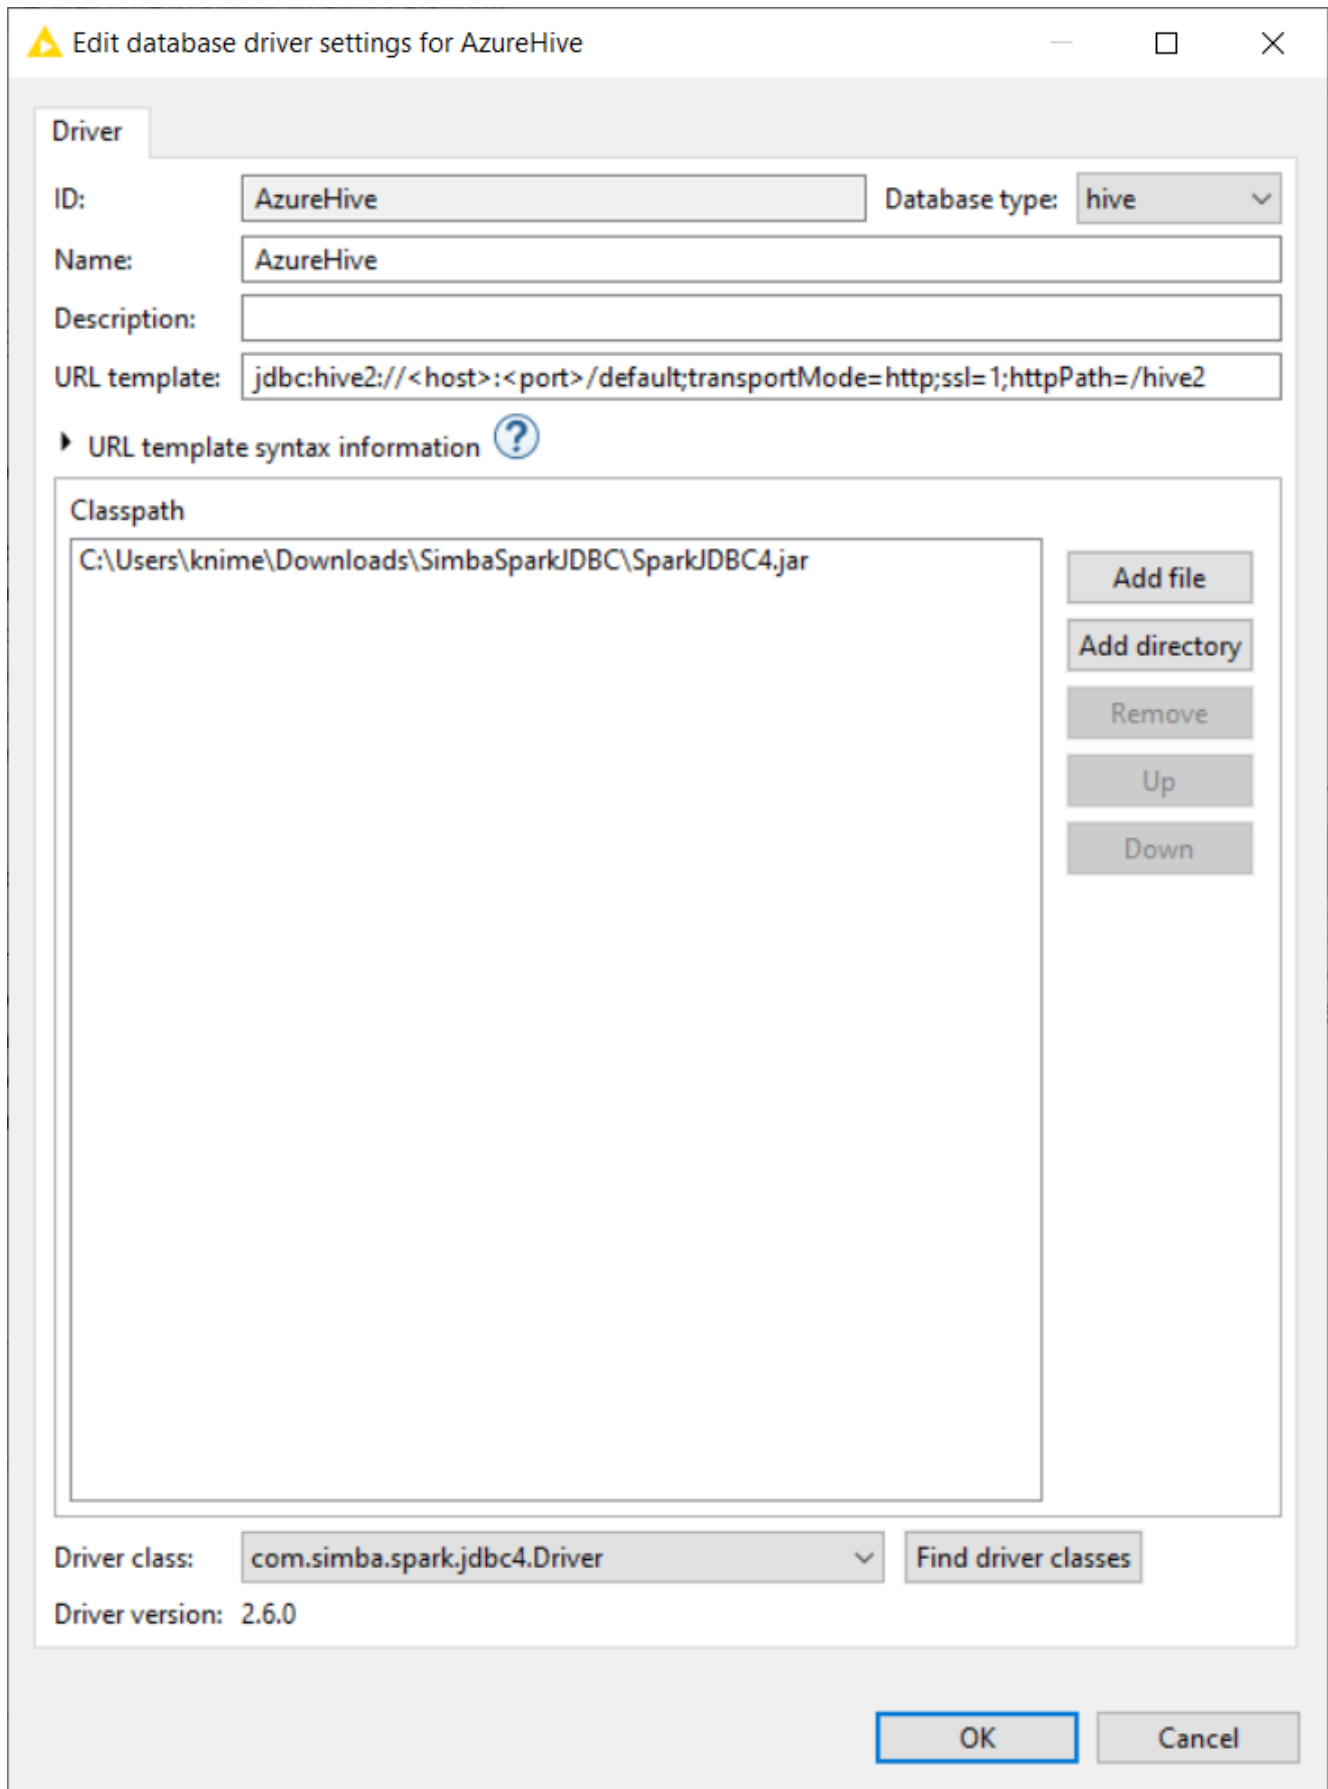 Edit database driver settings for AzureHive
Driver
ID: AzureHive Database type: hive
Name: AzureHive
Description:
URL template: jdbc:hive2://<host>:<port>/default;transportMode=http;ssl=1;httpPath=/hive2
URL template syntax information ?
Classpath
C:\Users\knime\Downloads\SimbaSparkJDBC\SparkJDBC4.jar
Add file
Add directory
Remove
Up
Down
Driver class: com.simba.spark.jdbc4.Driver Find driver classes
Driver version: 2.6.0
OK Cancel